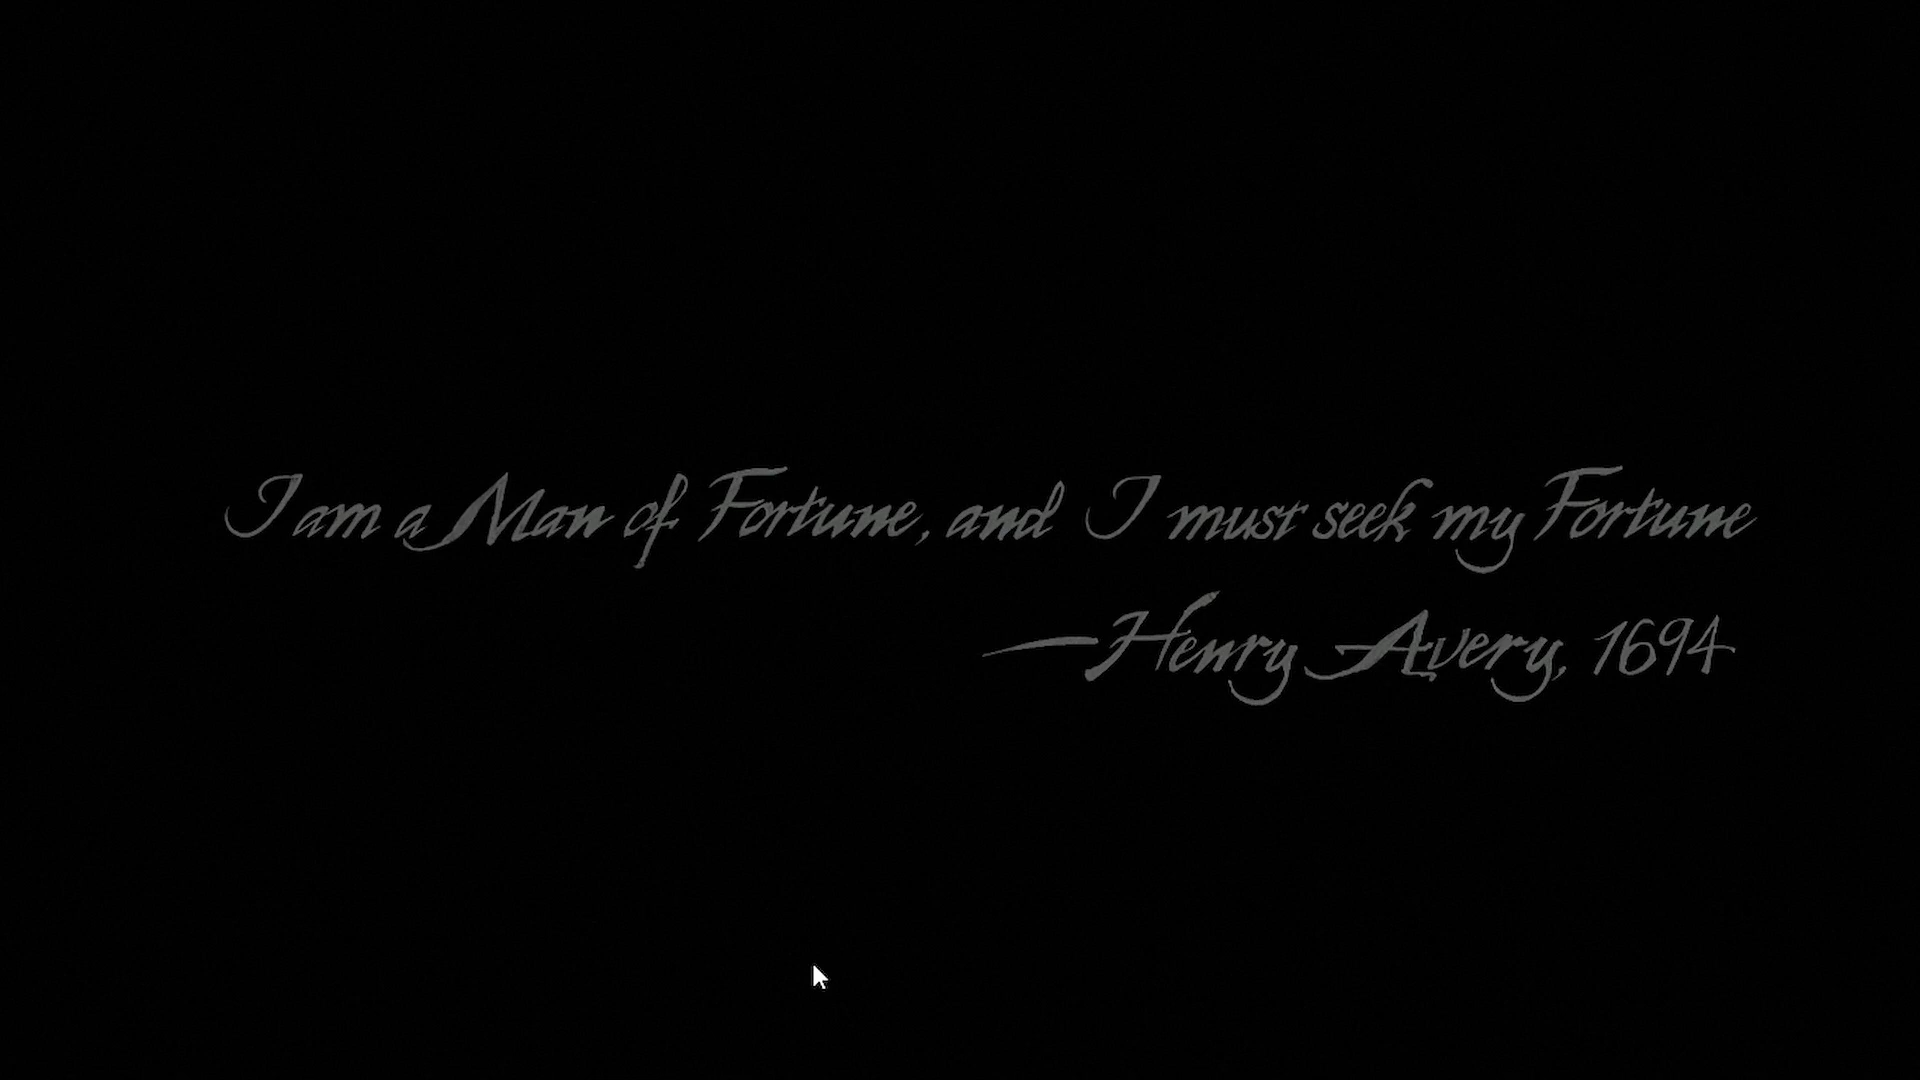 I am a Man of Fortune, and I must seek my Fortune
—Henry Avery, 1694